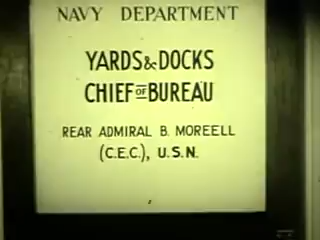 NAVY DEPARTMENT
YARDS & DOCKS
CHIEF OF BUREAU
REAR ADMIRAL B. MOREELL
(C.E.C.), U.S.N.